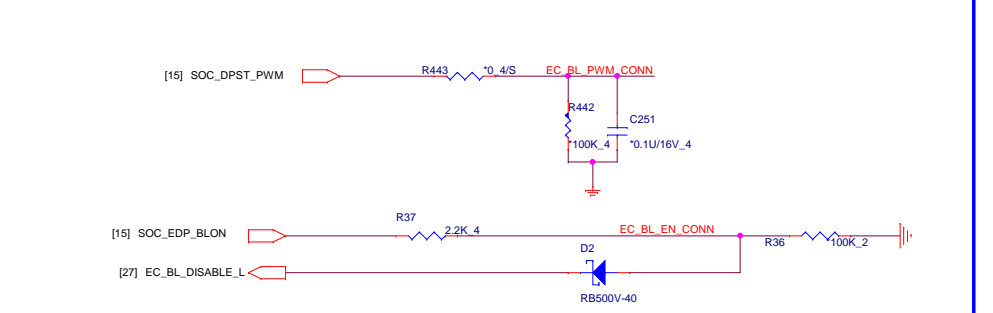 [15] SOC_DPST_PWM
R443
*0_4/S
EC_BL_PWM_CONN
R442
*100K_4
C251
*0.1U/16V_4
[15] SOC_EDP_BLON
R37
2.2K_4
EC_BL_EN_CONN
R36
100K_2
[27] EC_BL_DISABLE_L
D2
RB500V-40